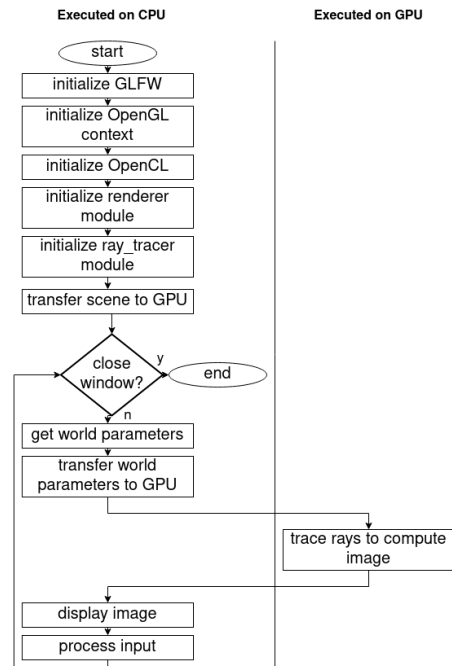 Executed on CPU
Executed on GPU
start
initialize GLFW
initialize OpenGL
context
initialize OpenCL
initialize renderer
module
initialize ray_tracer
module
transfer scene to GPU
close
window?
y
end
n
get world parameters
transfer world
parameters to GPU
trace rays to compute
image
display image
process input